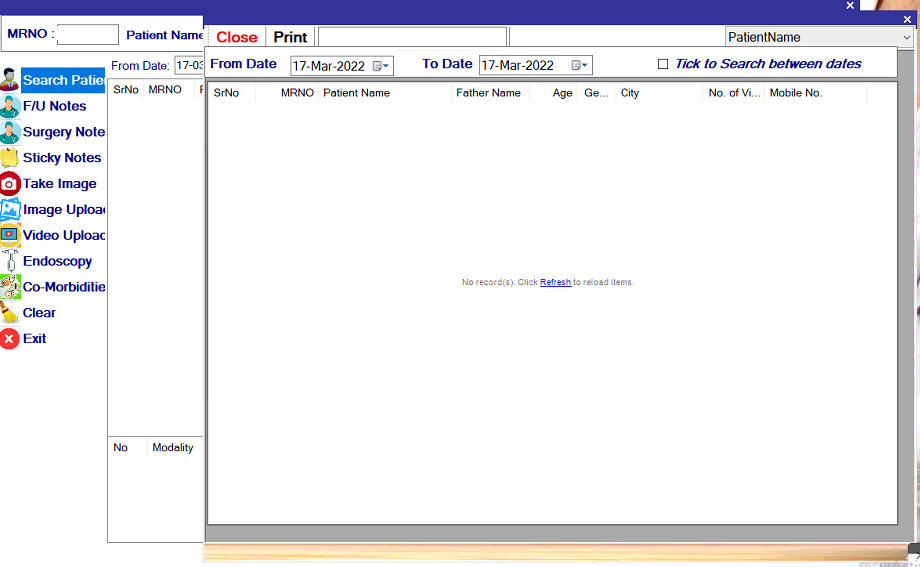 MRNO :
Patient Name
Close
Print
PatientName
From Date:
17-03
From Date
17-Mar-2022
To Date
17-Mar-2022
Tick to Search between dates
Search Patie
F/U Notes
Surgery Note
Sticky Notes
Take Image
Image Upload
Video Upload
Endoscopy
Co-Morbiditie
Clear
Exit
SrNo
MRNO
SrNo
MRNO
Patient Name
Father Name
Age
Ge...
City
No. of Vi...
Mobile No.
No record(s). Click Refresh to reload items.
No
Modality